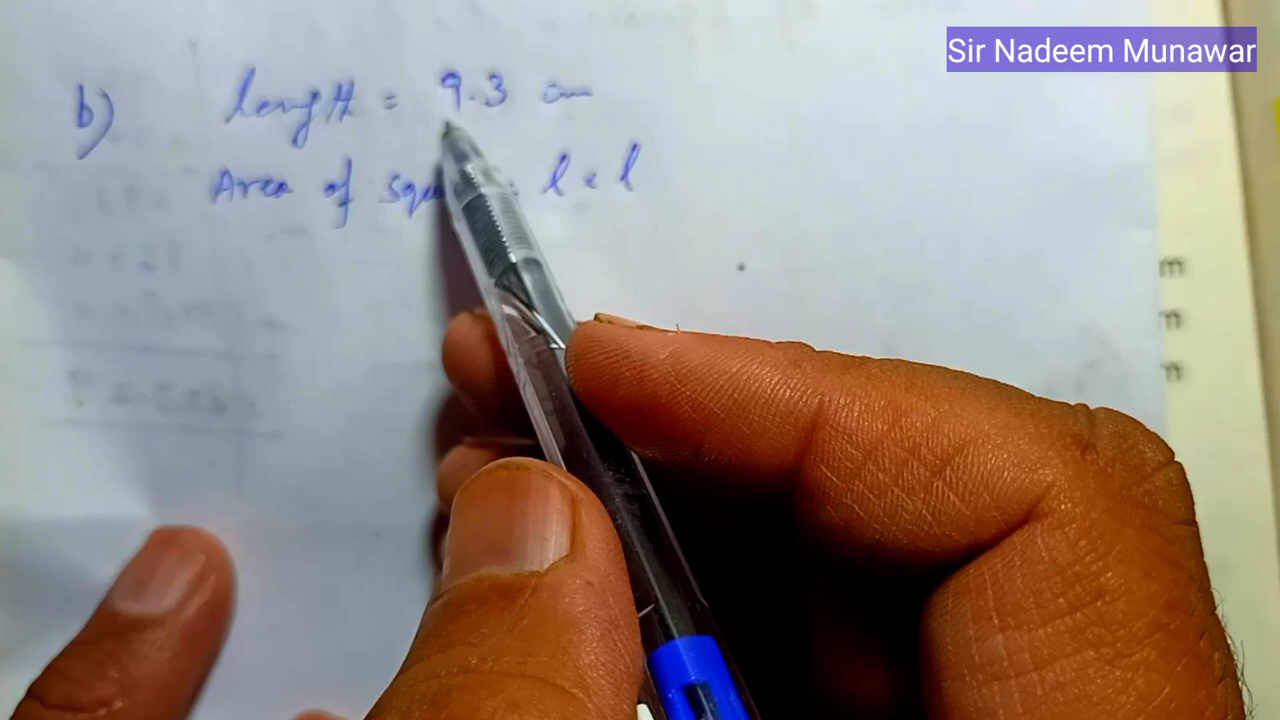 Sir Nadeem Munawar
b) length = 9.3 cm
Area of squ l × l
m
m
m